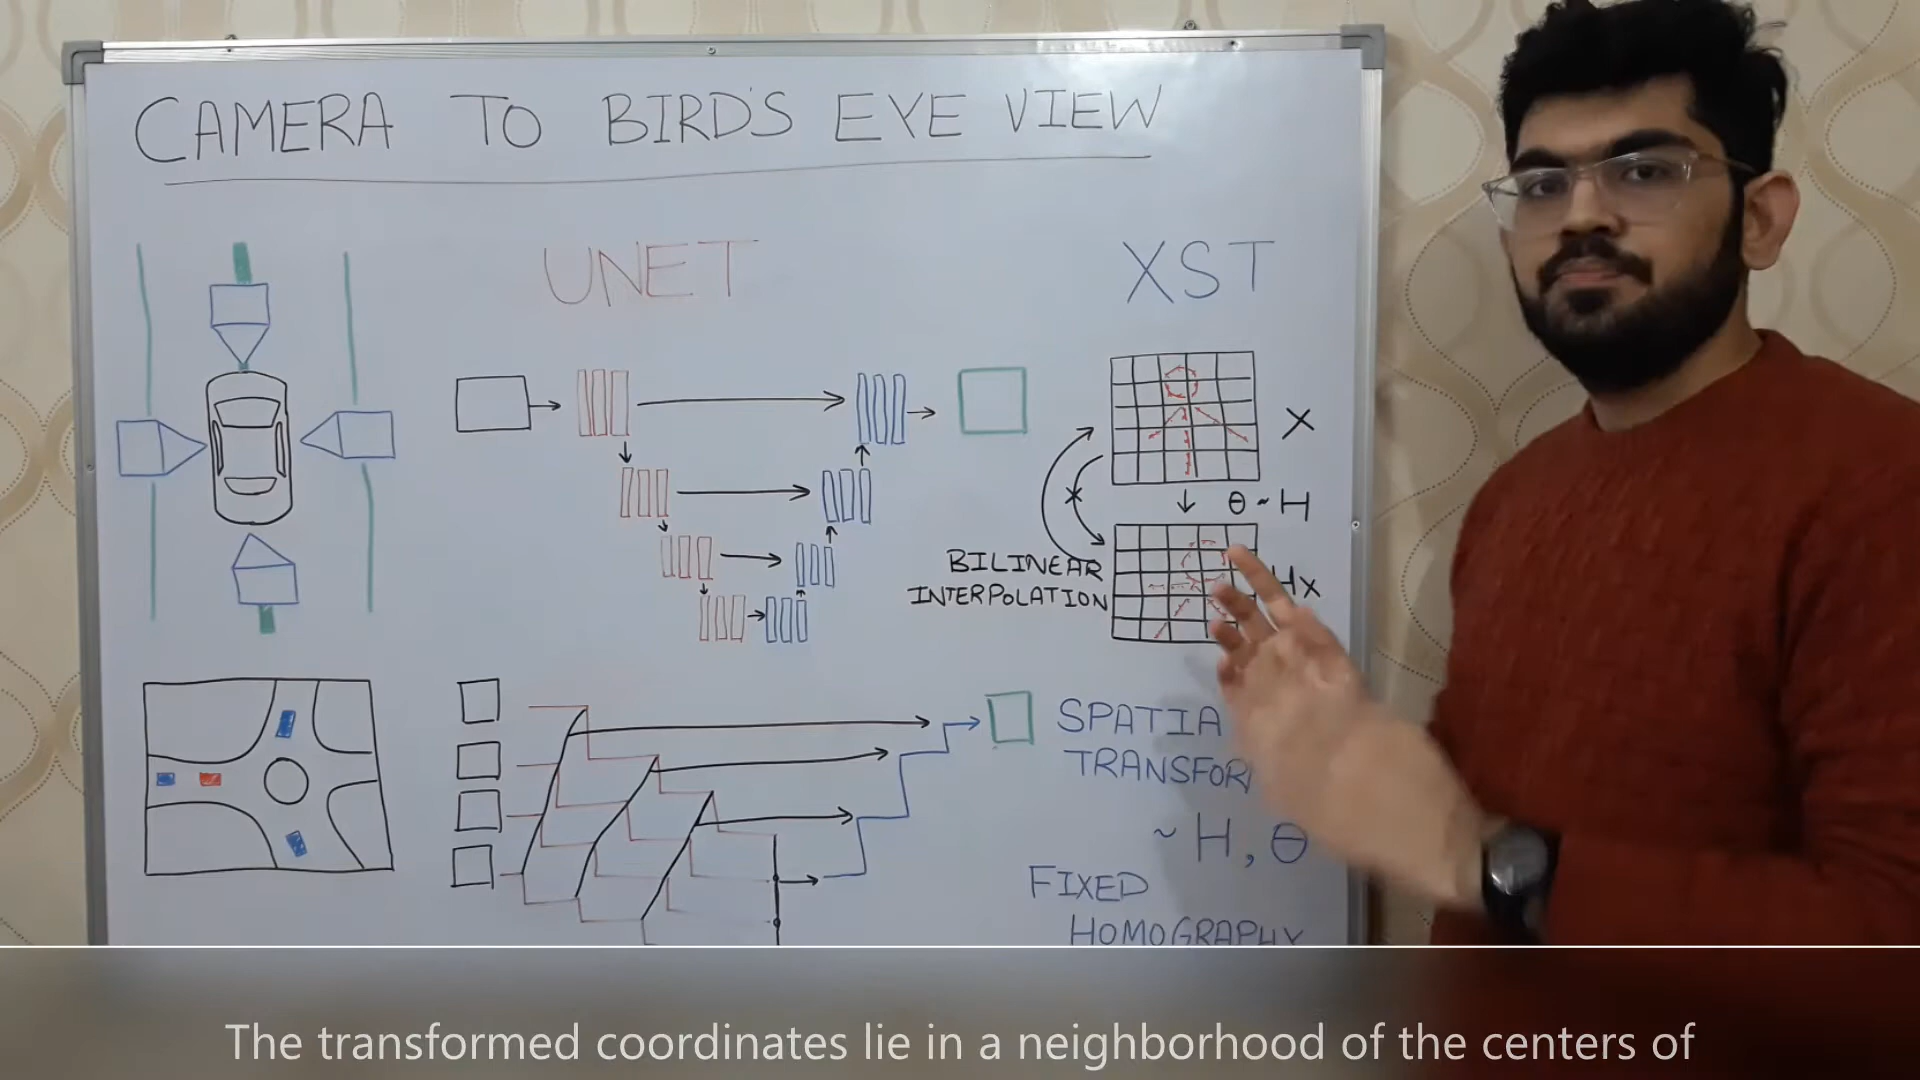 CAMERA TO BIRD'S EYE VIEW
UNET
XST
X
θ ~ H
BILINEAR
INTERPOLATION
Hx
SPATIA
TRANSFOR
~ H, θ
FIXED
HOMOGRAPHY
The transformed coordinates lie in a neighborhood of the centers of